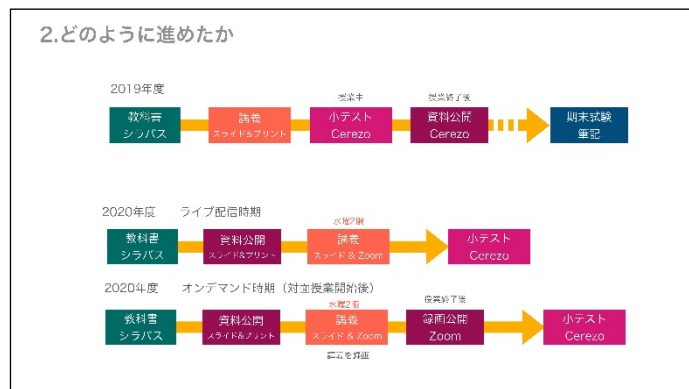 2.どのように進めたか
2019年度
授業中
授業終了後
教科書
シラバス
講義
スライド&プリント
小テスト
Cerezo
資料公開
Cerezo
期末試験
筆記
2020年度 ライブ配信時期
水曜2限
教科書
シラバス
資料公開
スライド&プリント
講義
スライド & Zoom
小テスト
Cerezo
2020年度 オンデマンド時期(対面授業開始後)
水曜2限
授業終了後
教科書
シラバス
資料公開
スライド&プリント
講義
スライド & Zoom
録画公開
Zoom
小テスト
Cerezo
講義を録画